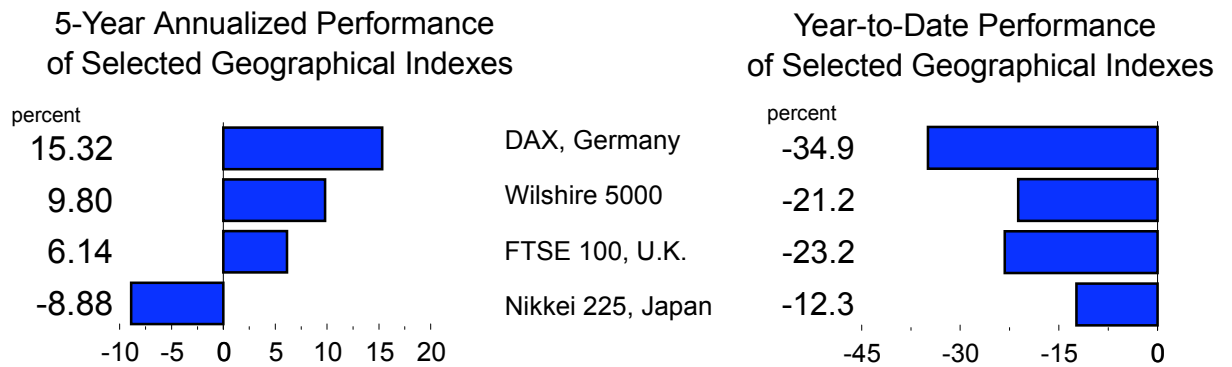 5-Year Annualized Performance
of Selected Geographical Indexes
percent
15.32
9.80
6.14
-8.88
-10 -5 0 5 10 15 20
DAX, Germany
Wilshire 5000
FTSE 100, U.K.
Nikkei 225, Japan
Year-to-Date Performance
of Selected Geographical Indexes
percent
-34.9
-21.2
-23.2
-12.3
-45 -30 -15 0